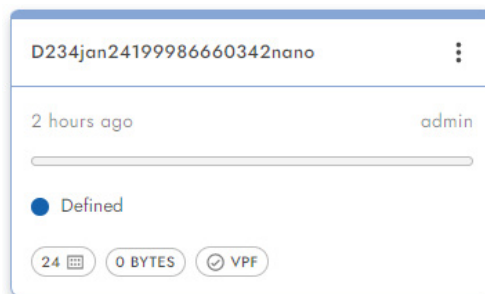 D234jan24199986660342nano
2 hours ago admin
Defined
24 0 BYTES VPF